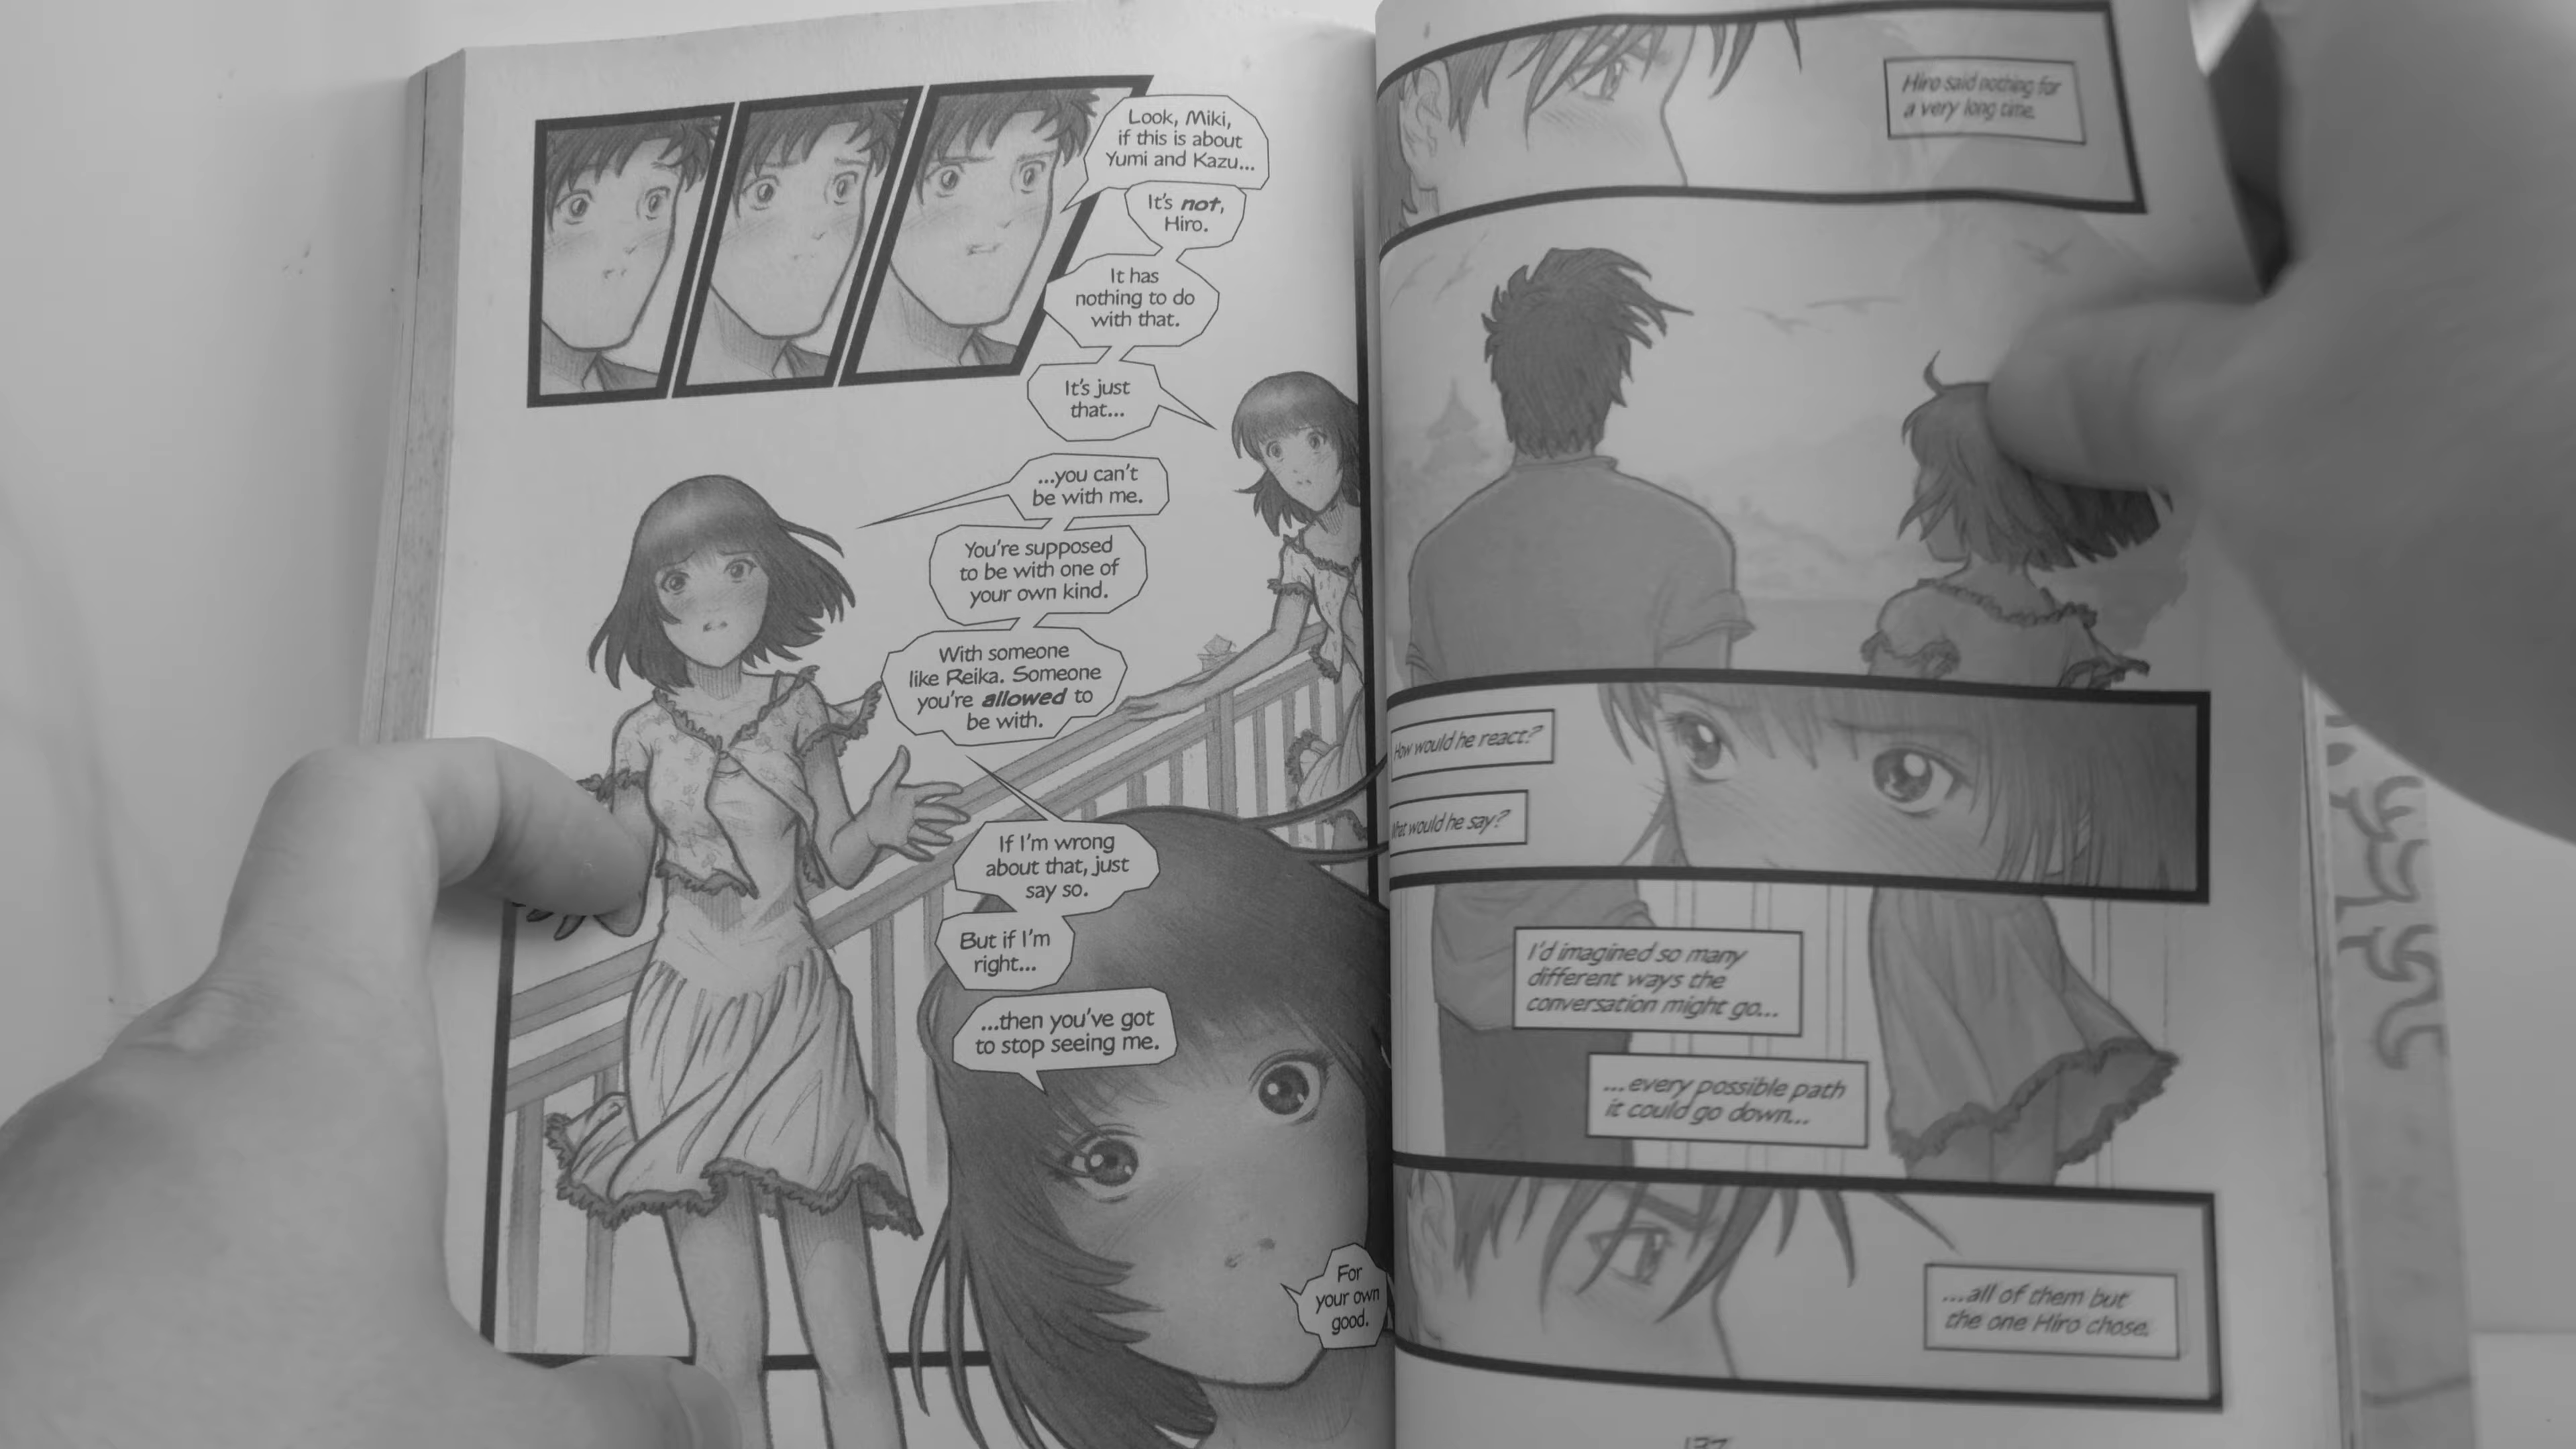 Look, Miki,
if this is about
Yumi and Kazu...
It's not,
Hiro.
It has
nothing to do
with that.
It's just
that...
...you can't
be with me.
You're supposed
to be with one of
your own kind.
With someone
like Reika. Someone
you're allowed to
be with.
If I'm wrong
about that, just
say so.
But if I'm
right...
...then you've got
to stop seeing me.
For
your own
good.
Hiro said nothing for
a very long time.
How would he react?
What would he say?
I'd imagined so many
different ways the
conversation might go...
...every possible path
it could go down...
...all of them but
the one Hiro chose.